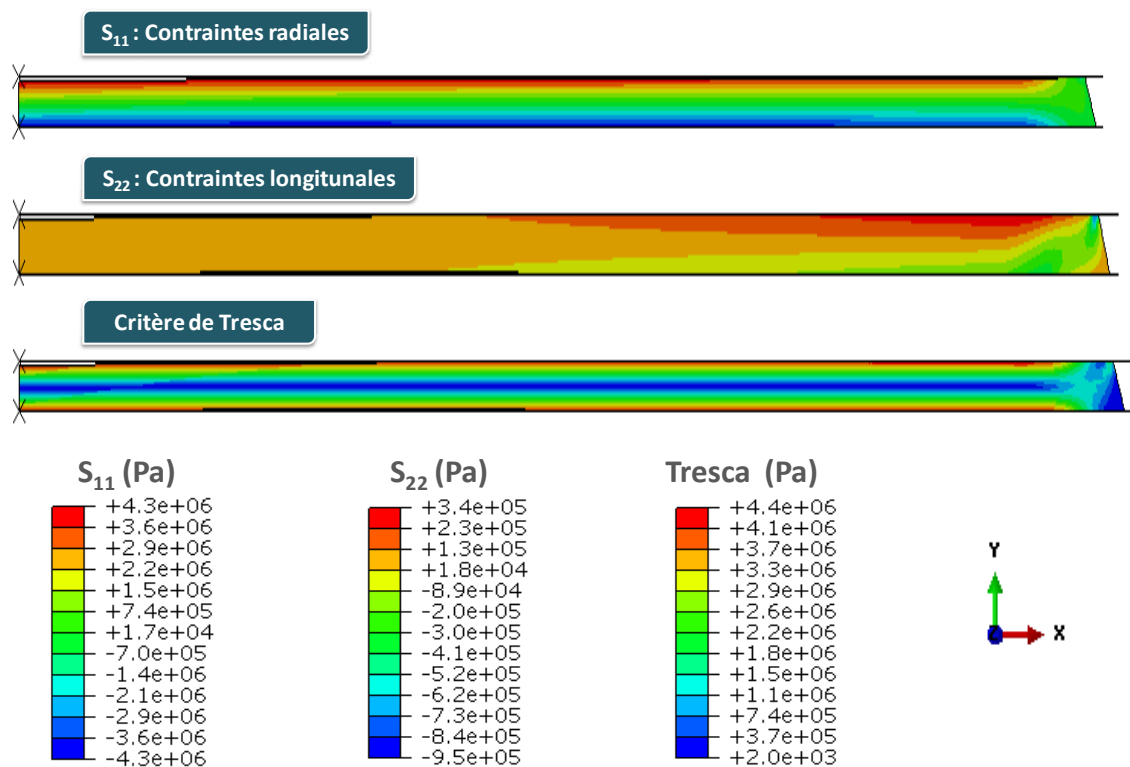 S₁₁ : Contraintes radiales
S₂₂ : Contraintes longitunales
Critère de Tresca
S₁₁ (Pa) S₂₂ (Pa) Tresca (Pa)
+4.3e+06 +3.4e+05 +4.4e+06
+3.6e+06 +2.3e+05 +4.1e+06
+2.9e+06 +1.3e+05 +3.7e+06
+2.2e+06 +1.8e+04 +3.3e+06
+1.5e+06 -8.9e+04 +2.9e+06
+7.4e+05 -2.0e+05 +2.6e+06
+1.7e+04 -3.0e+05 +2.2e+06
-7.0e+05 -4.1e+05 +1.8e+06
-1.4e+06 -5.2e+05 +1.5e+06
-2.1e+06 -6.2e+05 +1.1e+06
-2.9e+06 -7.3e+05 +7.4e+05
-3.6e+06 -8.4e+05 +3.7e+05
-4.3e+06 -9.5e+05 +2.0e+03
Y
Z X